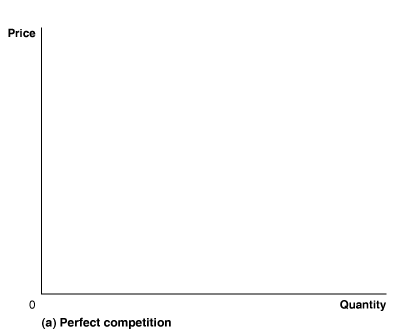 Price
0
Quantity
(a) Perfect competition